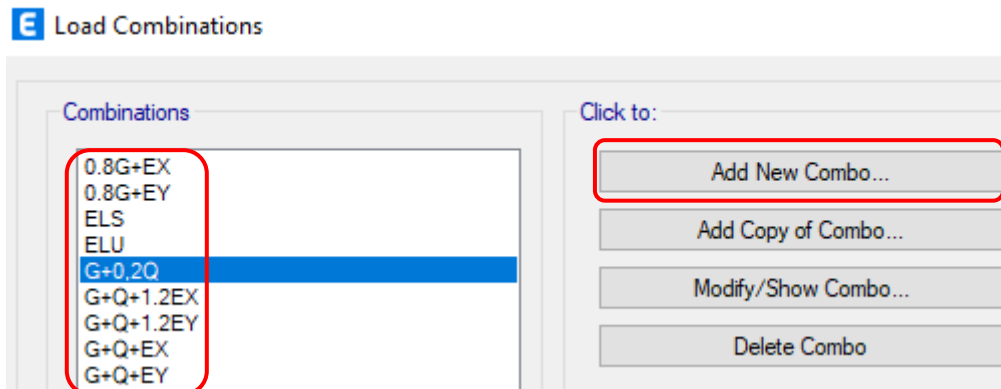 E Load Combinations
Combinations
0.8G+EX
0.8G+EY
ELS
ELU
G+0,2Q
G+Q+1.2EX
G+Q+1.2EY
G+Q+EX
G+Q+EY
Click to:
Add New Combo...
Add Copy of Combo...
Modify/Show Combo...
Delete Combo